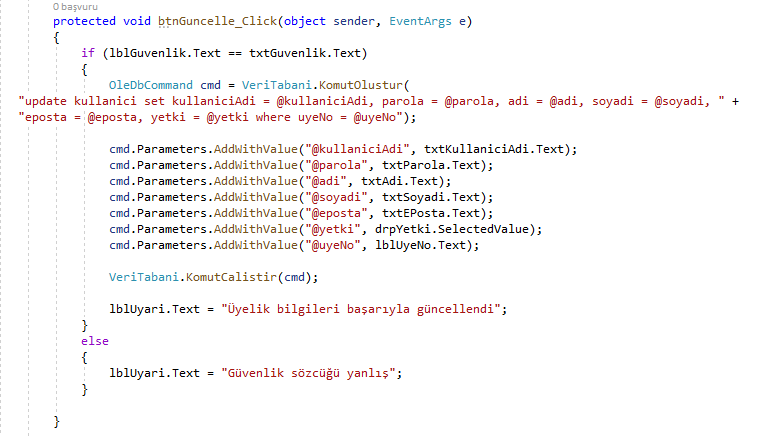 0 başvuru
protected void btnGuncelle_Click(object sender, EventArgs e)
{
if (lblGuvenlik.Text == txtGuvenlik.Text)
{
OleDbCommand cmd = VeriTabani.KomutOlustur(
"update kullanici set kullaniciAdi = @kullaniciAdi, parola = @parola, adi = @adi, soyadi = @soyadi, " +
"eposta = @eposta, yetki = @yetki where uyeNo = @uyeNo");
cmd.Parameters.AddWithValue("@kullaniciAdi", txtKullaniciAdi.Text);
cmd.Parameters.AddWithValue("@parola", txtParola.Text);
cmd.Parameters.AddWithValue("@adi", txtAdi.Text);
cmd.Parameters.AddWithValue("@soyadi", txtSoyadi.Text);
cmd.Parameters.AddWithValue("@eposta", txtEPosta.Text);
cmd.Parameters.AddWithValue("@yetki", drpYetki.SelectedValue);
cmd.Parameters.AddWithValue("@uyeNo", lblUyeNo.Text);
VeriTabani.KomutCalistir(cmd);
lblUyari.Text = "Üyelik bilgileri başarıyla güncellendi";
}
else
{
lblUyari.Text = "Güvenlik sözcüğü yanlış";
}
}